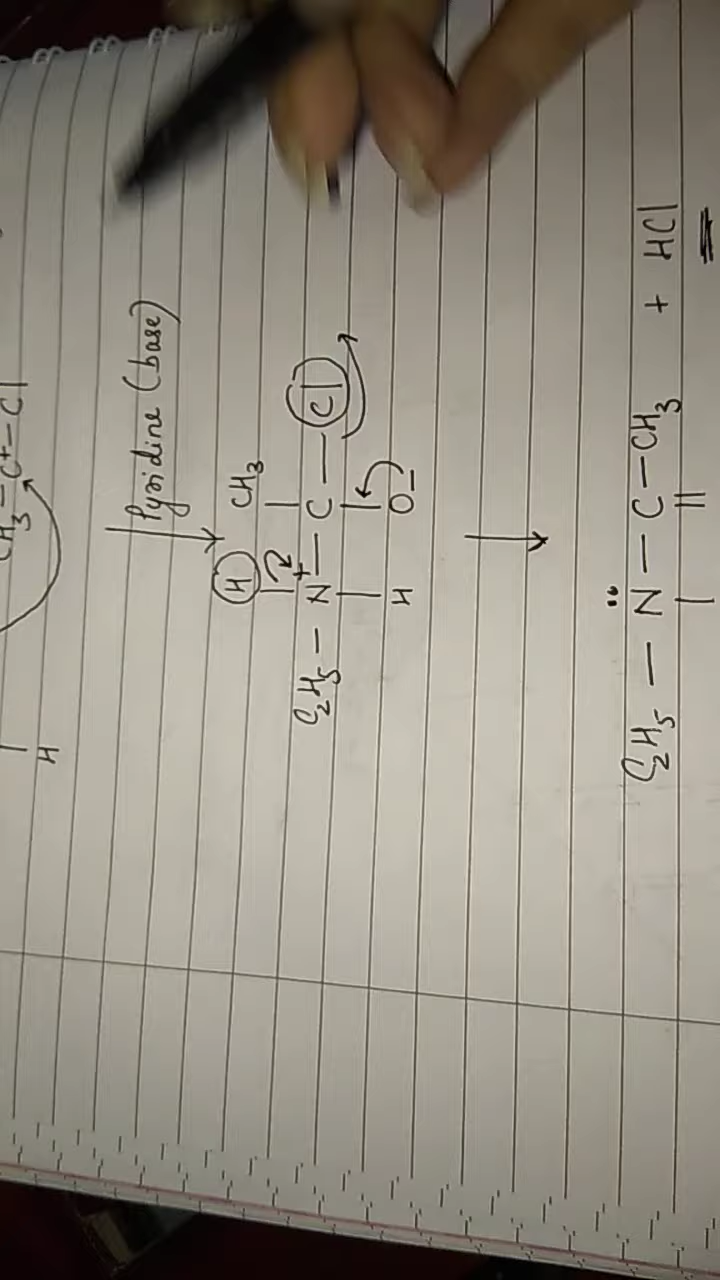 CH₃ – C⁺ – Cl
H
Pyridine (base)
H CH₃
C₂H₅ – N⁺ – C – Cl
H O⁻
C₂H₅ – N̈ – C – CH₃ + HCl